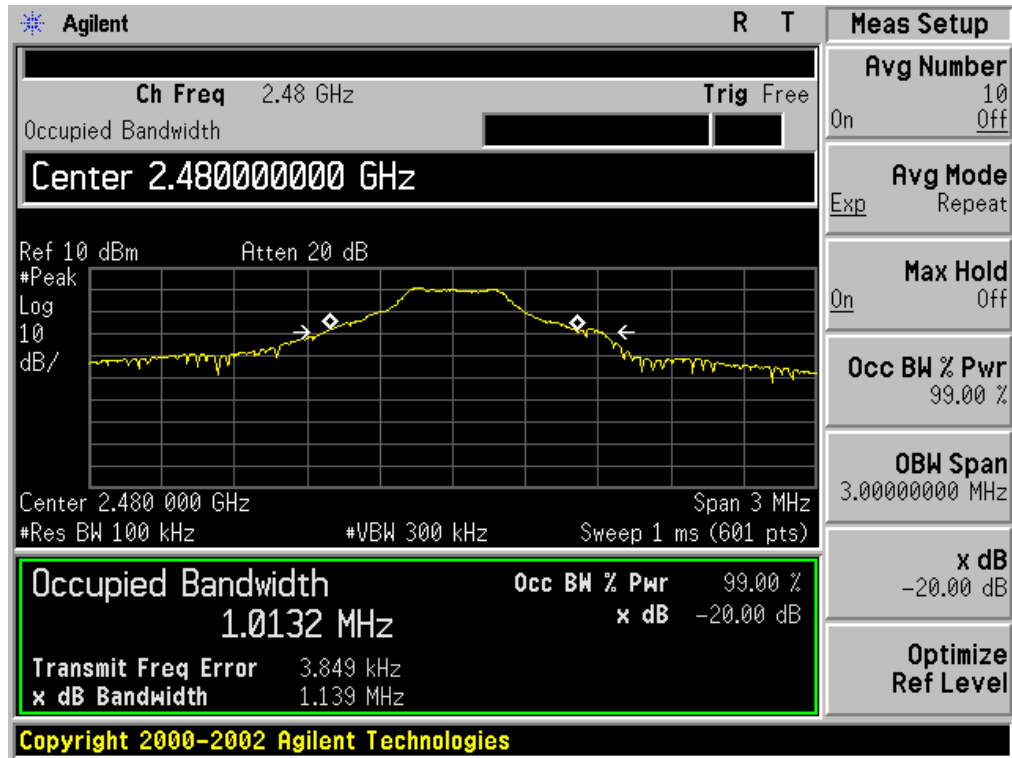 Agilent R T
Meas Setup
Ch Freq 2.48 GHz Trig Free
Occupied Bandwidth
Center 2.480000000 GHz
Ref 10 dBm Atten 20 dB
#Peak
Log
10
dB/
Center 2.480 000 GHz Span 3 MHz
#Res BW 100 kHz #VBW 300 kHz Sweep 1 ms (601 pts)
Occupied Bandwidth Occ BW % Pwr 99.00 %
1.0132 MHz x dB -20.00 dB
Transmit Freq Error 3.849 kHz
x dB Bandwidth 1.139 MHz
Avg Number
10
On Off
Avg Mode
Exp Repeat
Max Hold
On Off
Occ BW % Pwr
99.00 %
OBW Span
3.00000000 MHz
x dB
-20.00 dB
Optimize
Ref Level
Copyright 2000-2002 Agilent Technologies